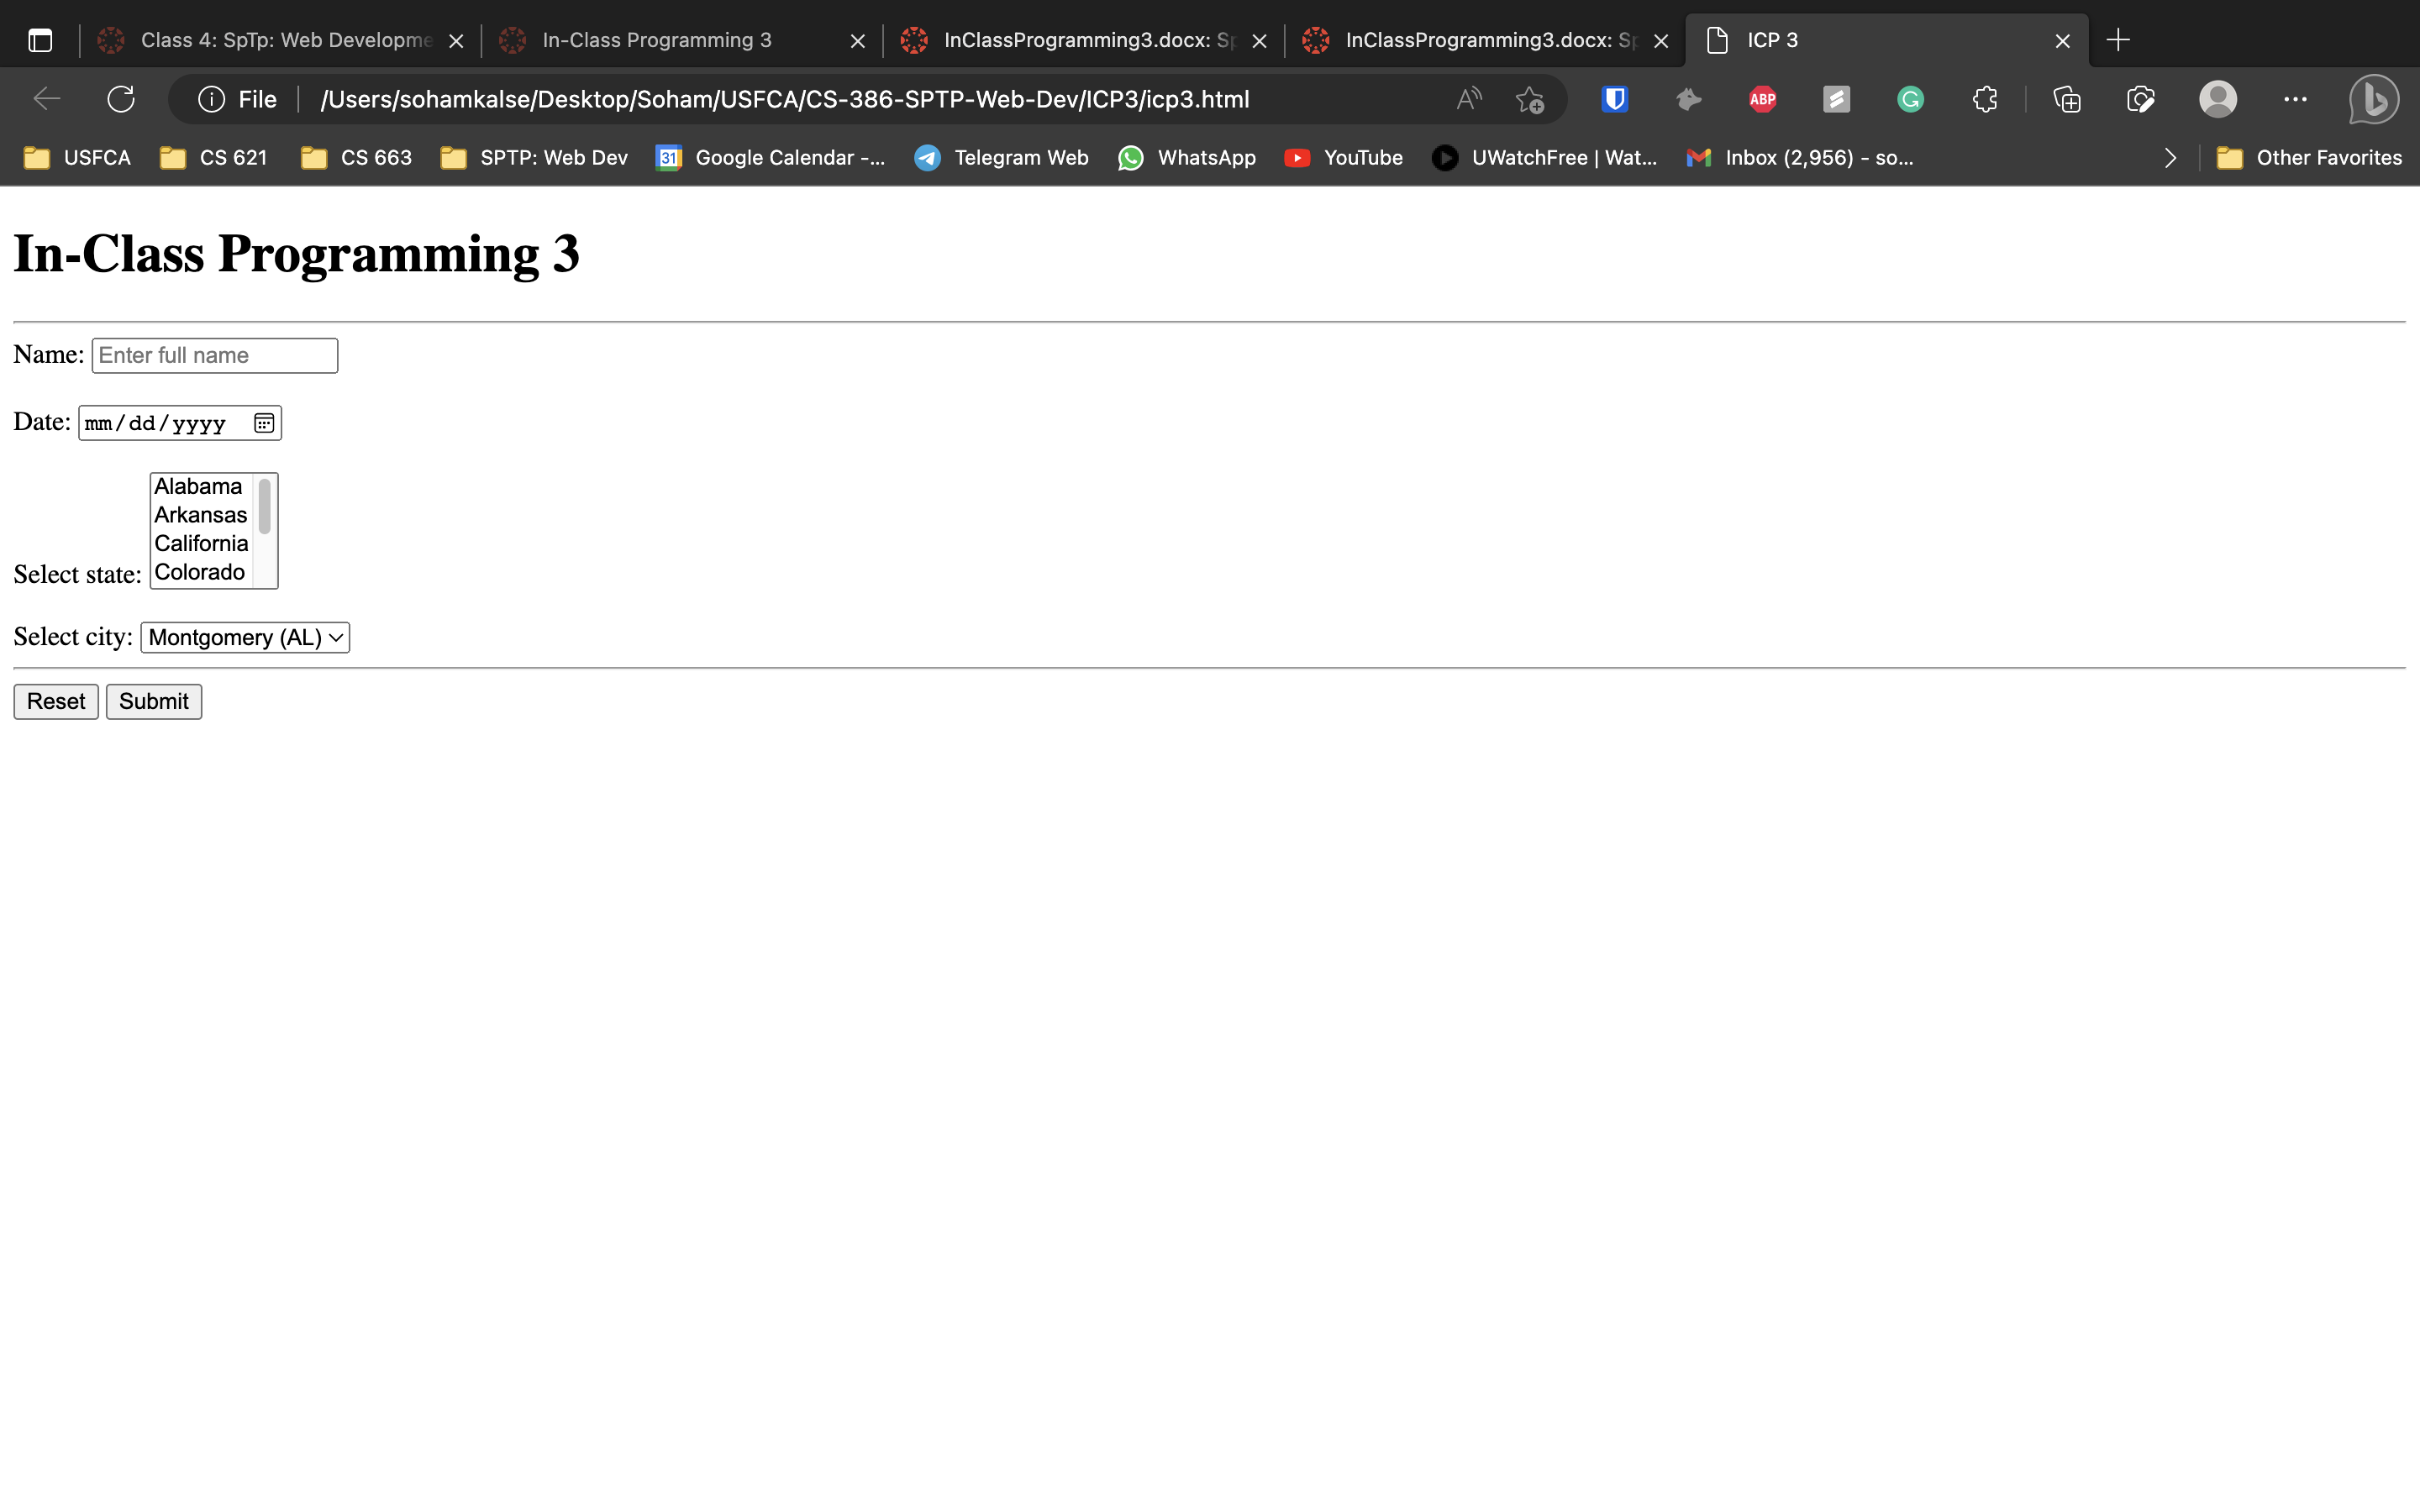 Class 4: SpTp: Web Developme
In-Class Programming 3
InClassProgramming3.docx: Sp
InClassProgramming3.docx: Sp
ICP 3
File
/Users/sohamkalse/Desktop/Soham/USFCA/CS-386-SPTP-Web-Dev/ICP3/icp3.html
ABP
USFCA
CS 621
CS 663
SPTP: Web Dev
31
Google Calendar -...
Telegram Web
WhatsApp
YouTube
UWatchFree | Wat...
Inbox (2,956) - so...
Other Favorites
In-Class Programming 3
Name: Enter full name
Date: mm/dd/yyyy
Alabama
Arkansas
California
Colorado
Select state:
Select city: Montgomery (AL)
Reset Submit